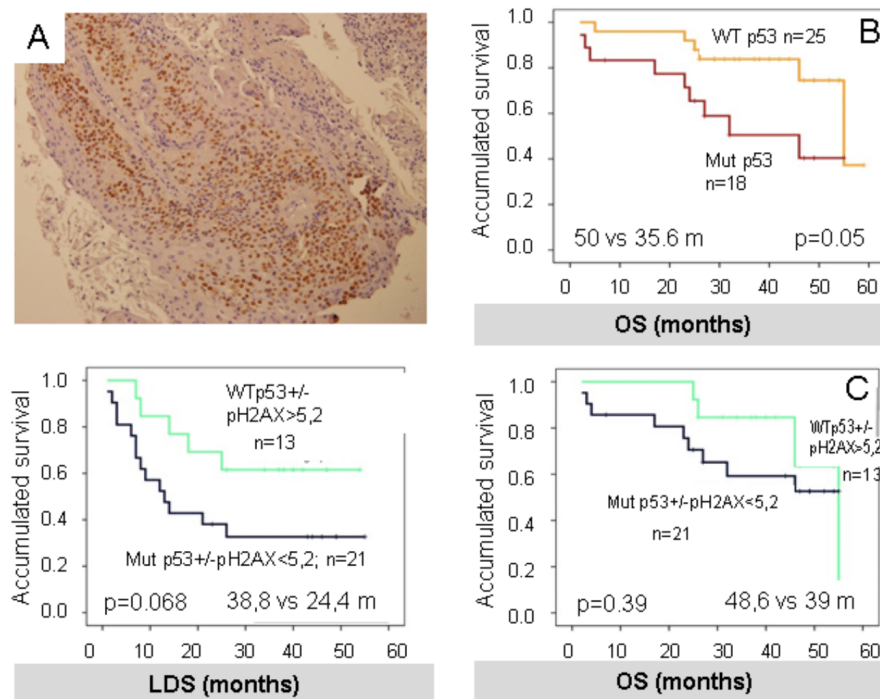 A
B
Accumulated survival
1.0
0.8
0.6
0.4
0.2
0.0
WT p53 n=25
Mut p53
n=18
50 vs 35.6 m
p=0.05
0 10 20 30 40 50 60
OS (months)
Accumulated survival
1.0
0.8
0.6
0.4
0.2
0.0
WTp53+/-
pH2AX>5,2
n=13
Mut p53+/-pH2AX<5,2; n=21
p=0.068
38,8 vs 24,4 m
0 10 20 30 40 50 60
LDS (months)
C
Accumulated survival
1.0
0.8
0.6
0.4
0.2
0.0
WTp53+/-
pH2AX>5,2
n=13
Mut p53+/-pH2AX<5,2
n=21
p=0.39
48,6 vs 39 m
0 10 20 30 40 50 60
OS (months)